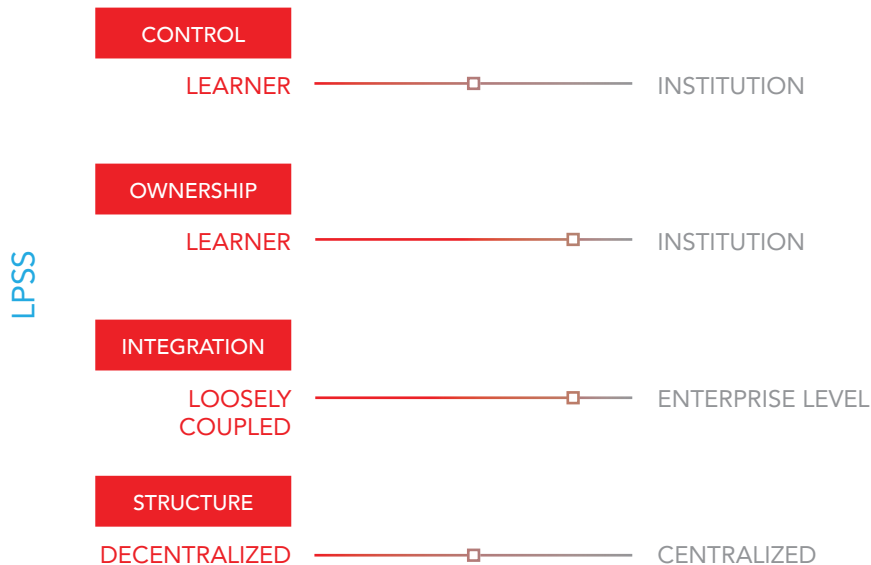 LPSS
CONTROL
LEARNER
INSTITUTION
OWNERSHIP
LEARNER
INSTITUTION
INTEGRATION
LOOSELY
COUPLED
ENTERPRISE LEVEL
STRUCTURE
DECENTRALIZED
CENTRALIZED